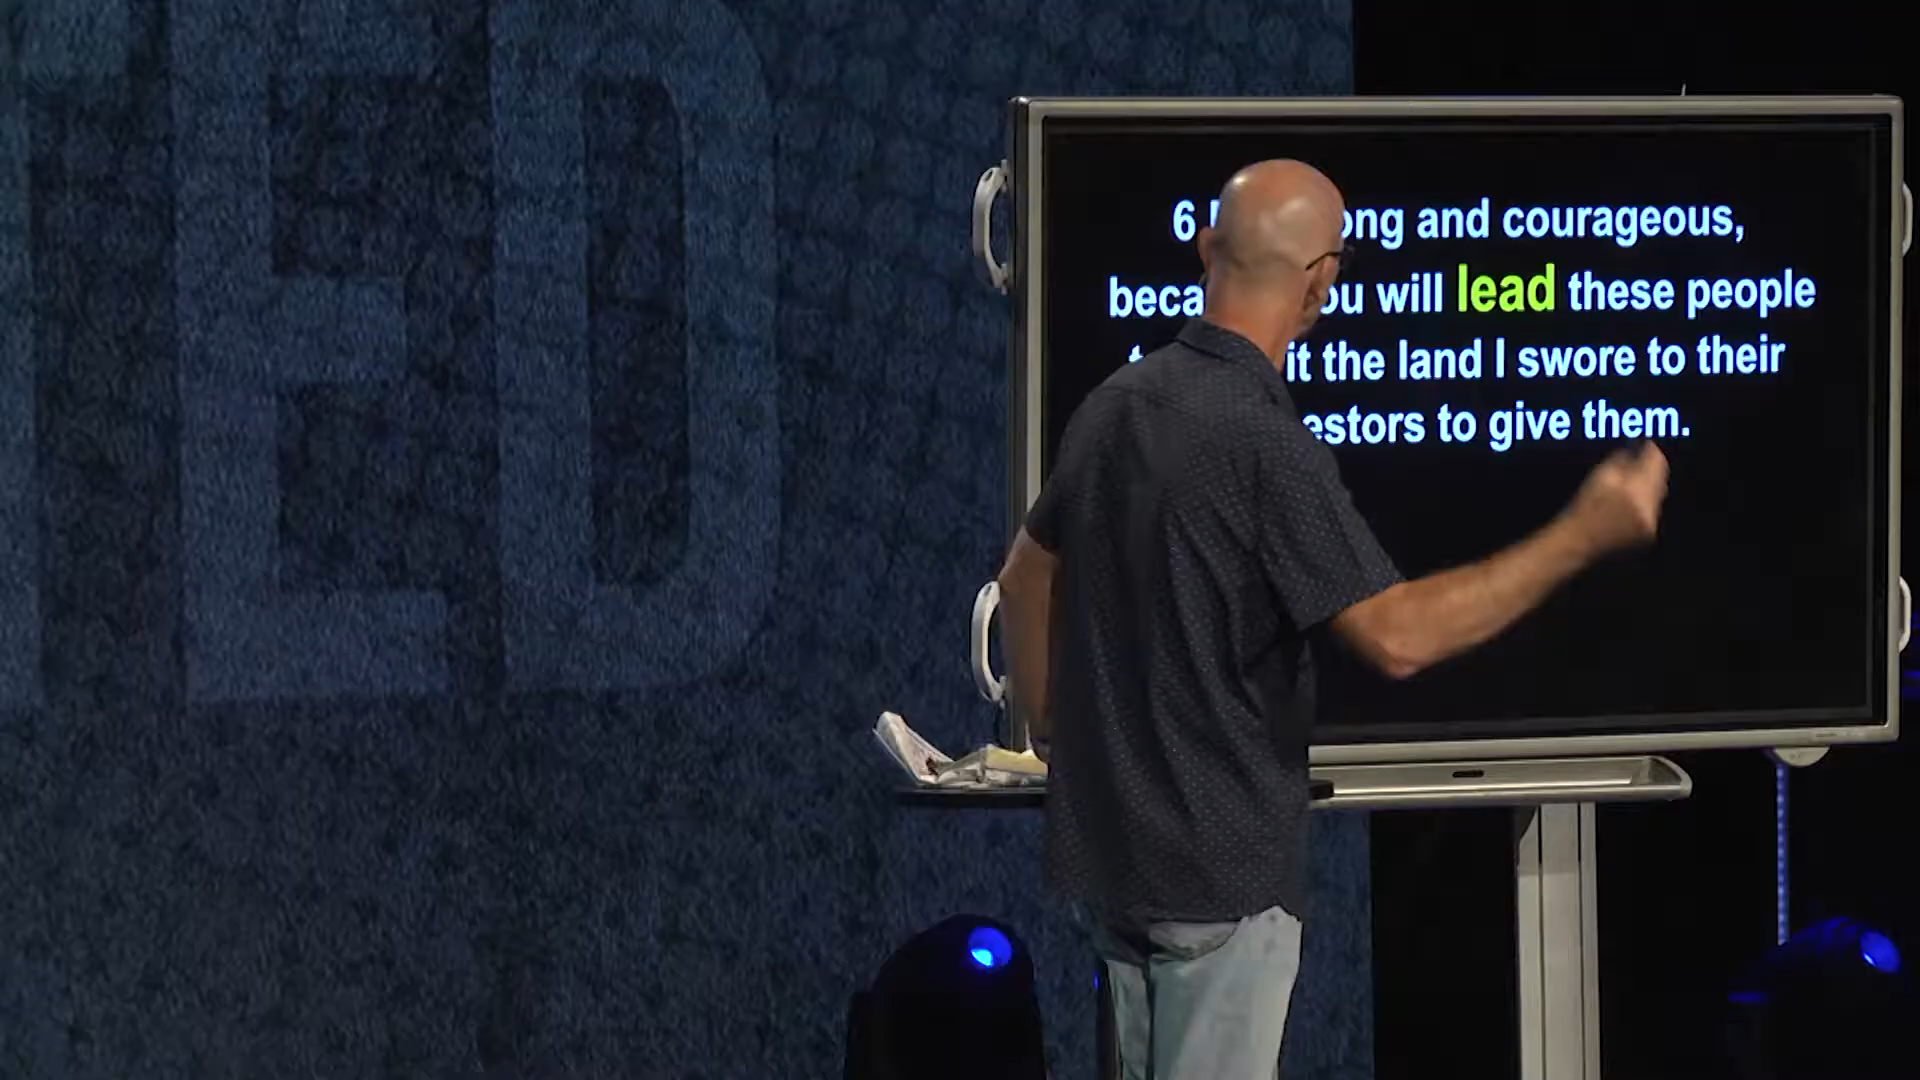 TED
6 ong and courageous,
beca ou will lead these people
it the land I swore to their
estors to give them.